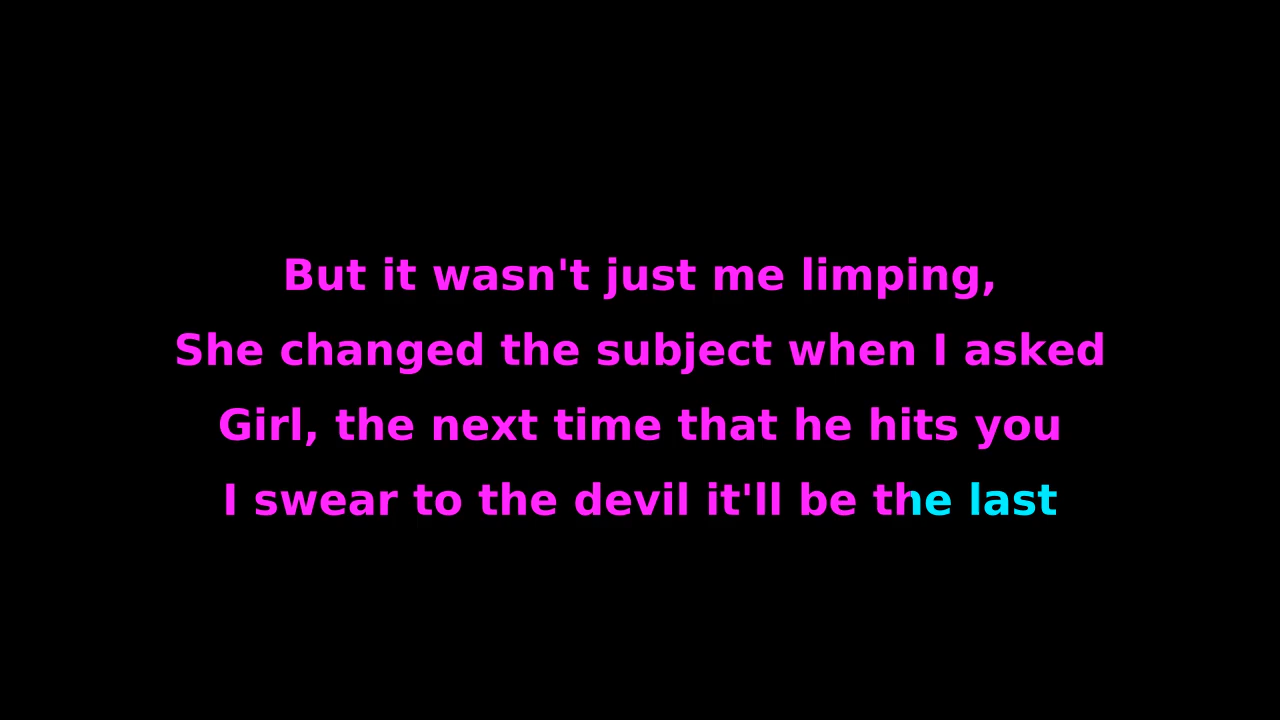 But it wasn't just me limping,
She changed the subject when I asked
Girl, the next time that he hits you
I swear to the devil it'll be the last